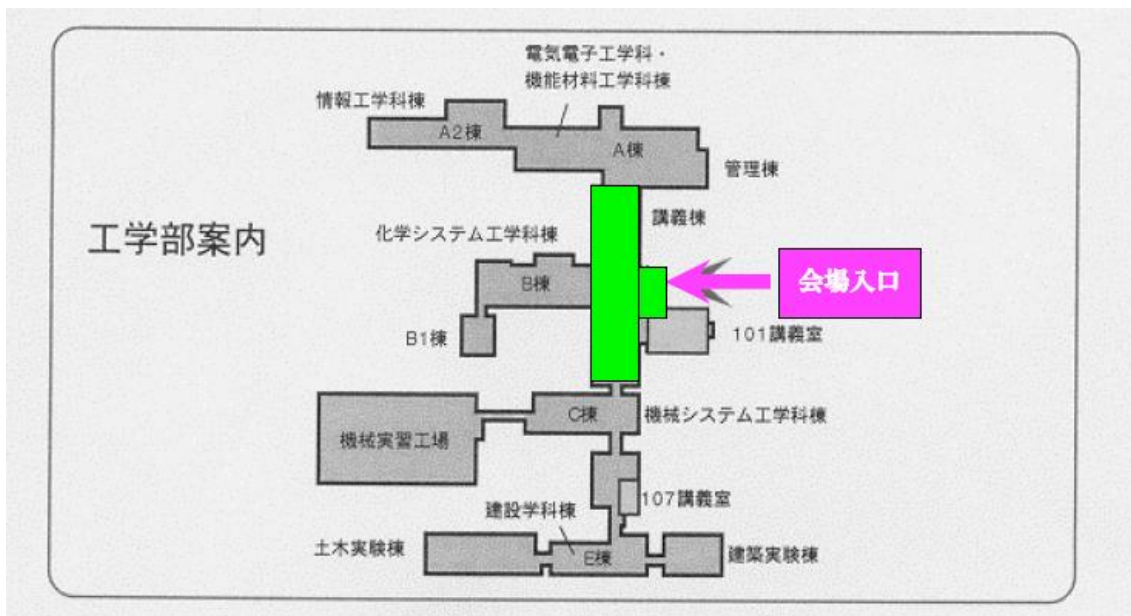 電気電子工学科・
機能材料工学科棟
情報工学科棟
A2棟
A棟
管理棟
工学部案内
講義棟
化学システム工学科棟
会場入口
B棟
B1棟
101講義室
C棟
機械システム工学科棟
機械実習工場
107講義室
建設学科棟
土木実験棟
E棟
建築実験棟